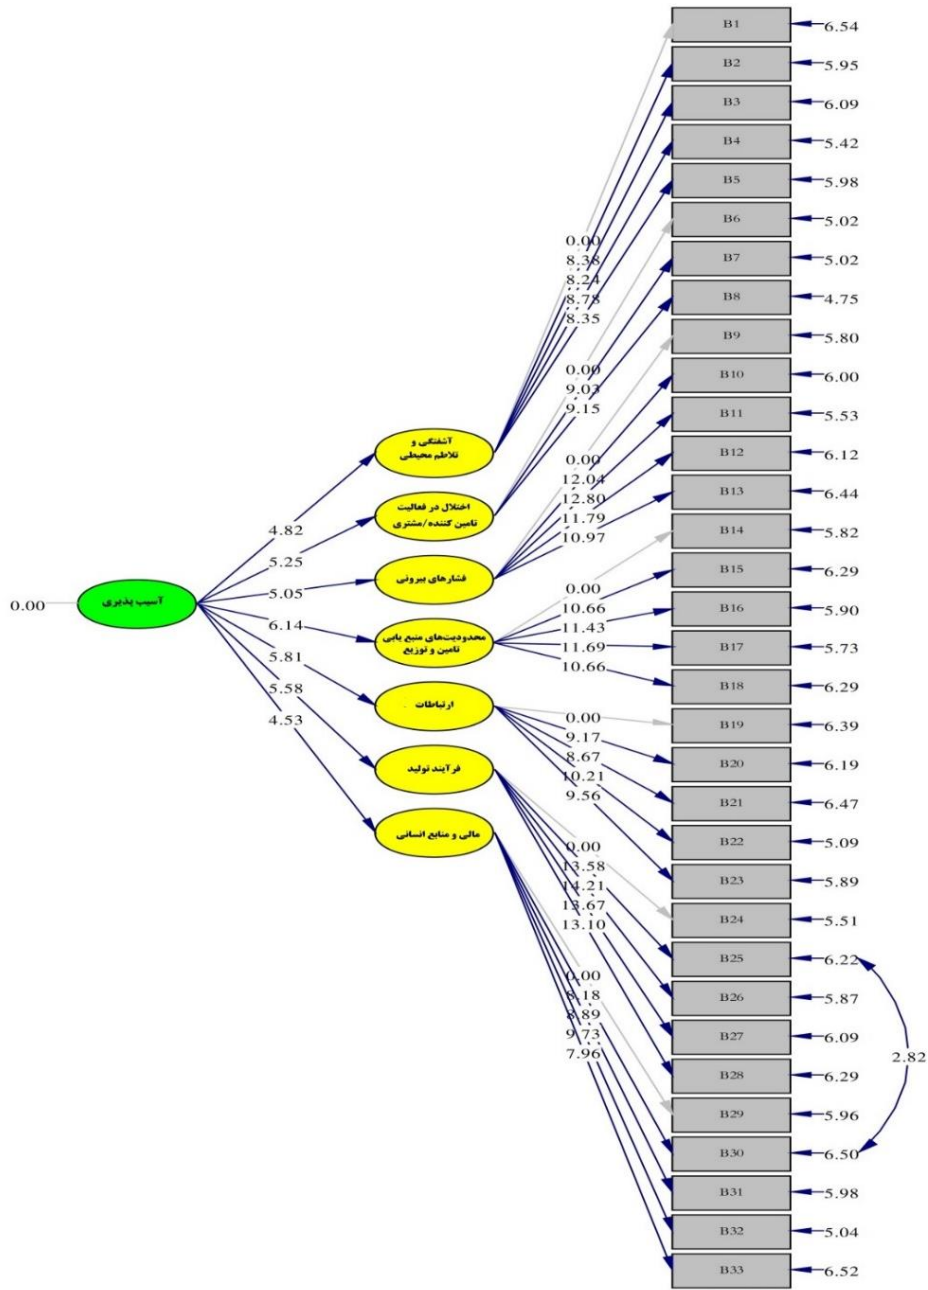 B1
6.54
B2
5.95
B3
6.09
B4
5.42
B5
5.98
B6
5.02
B7
5.02
B8
4.75
B9
5.80
B10
6.00
B11
5.53
B12
6.12
B13
6.44
B14
5.82
B15
6.29
B16
5.90
B17
5.73
B18
6.29
B19
6.39
B20
6.19
B21
6.47
B22
5.09
B23
5.89
B24
5.51
B25
6.22
B26
5.87
B27
6.09
B28
6.29
B29
5.96
B30
6.50
B31
5.98
B32
5.04
B33
6.52
2.82
0.00
8.38
8.24
8.78
8.35
0.00
9.03
9.15
0.00
12.04
12.80
11.79
10.97
0.00
10.66
11.43
11.69
10.66
0.00
9.17
8.67
10.21
9.56
0.00
13.58
14.21
13.67
13.10
0.00
8.18
8.89
9.73
7.96
آشفتگی و
تلاطم محیطی
اختلال در فعالیت
تامین کننده/مشتری
فشارهای بیرونی
محدودیت‌های منبع یابی
تامین و توزیع
ارتباطات
فرآیند تولید
مالی و منابع انسانی
4.82
5.25
5.05
6.14
5.81
5.58
4.53
آسیب پذیری
0.00